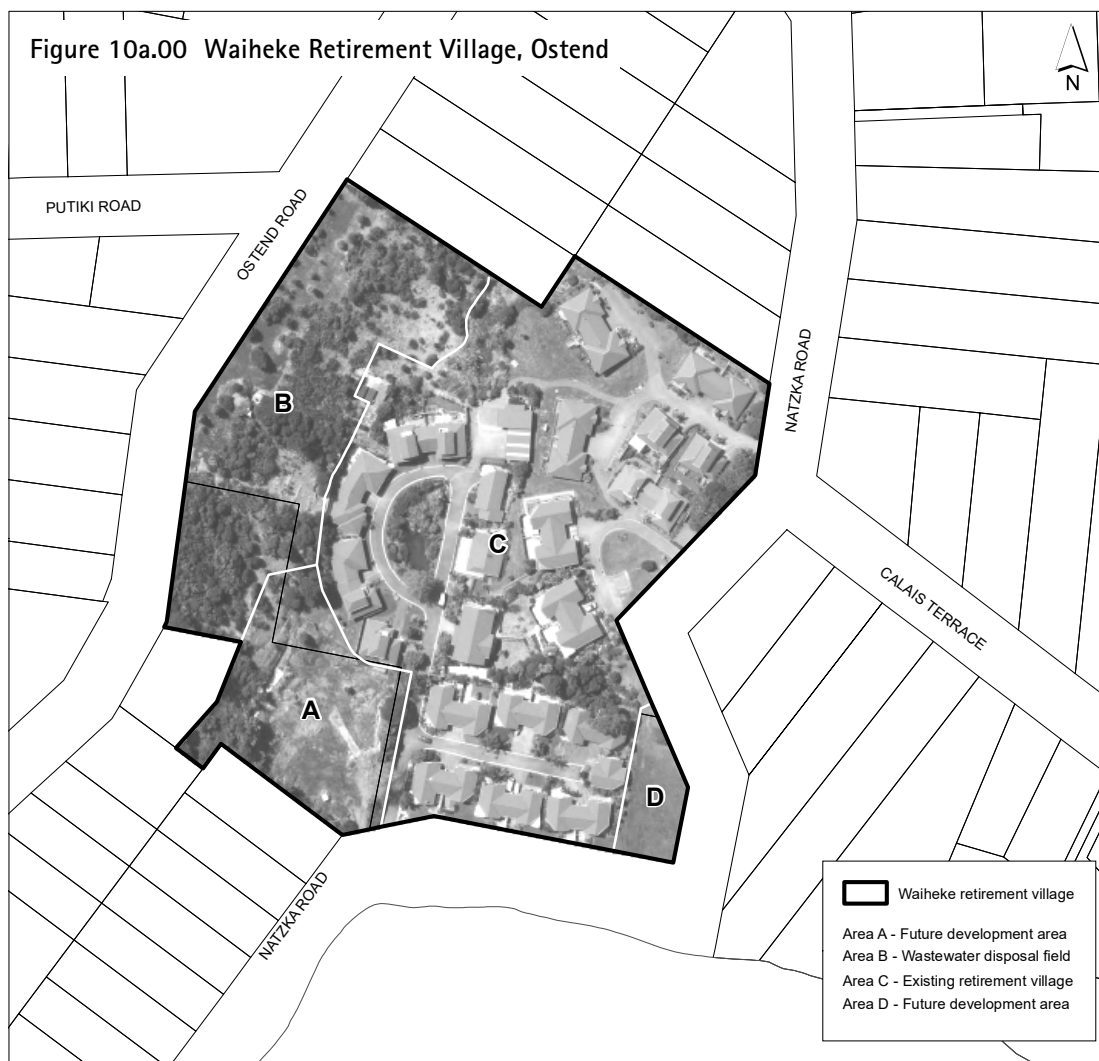 Figure 10a.00 Waiheke Retirement Village, Ostend
N
PUTIKI ROAD
OSTEND ROAD
NATZKA ROAD
B
C
CALAIS TERRACE
A
D
NATZKA ROAD
Waiheke retirement village
Area A - Future development area
Area B - Wastewater disposal field
Area C - Existing retirement village
Area D - Future development area